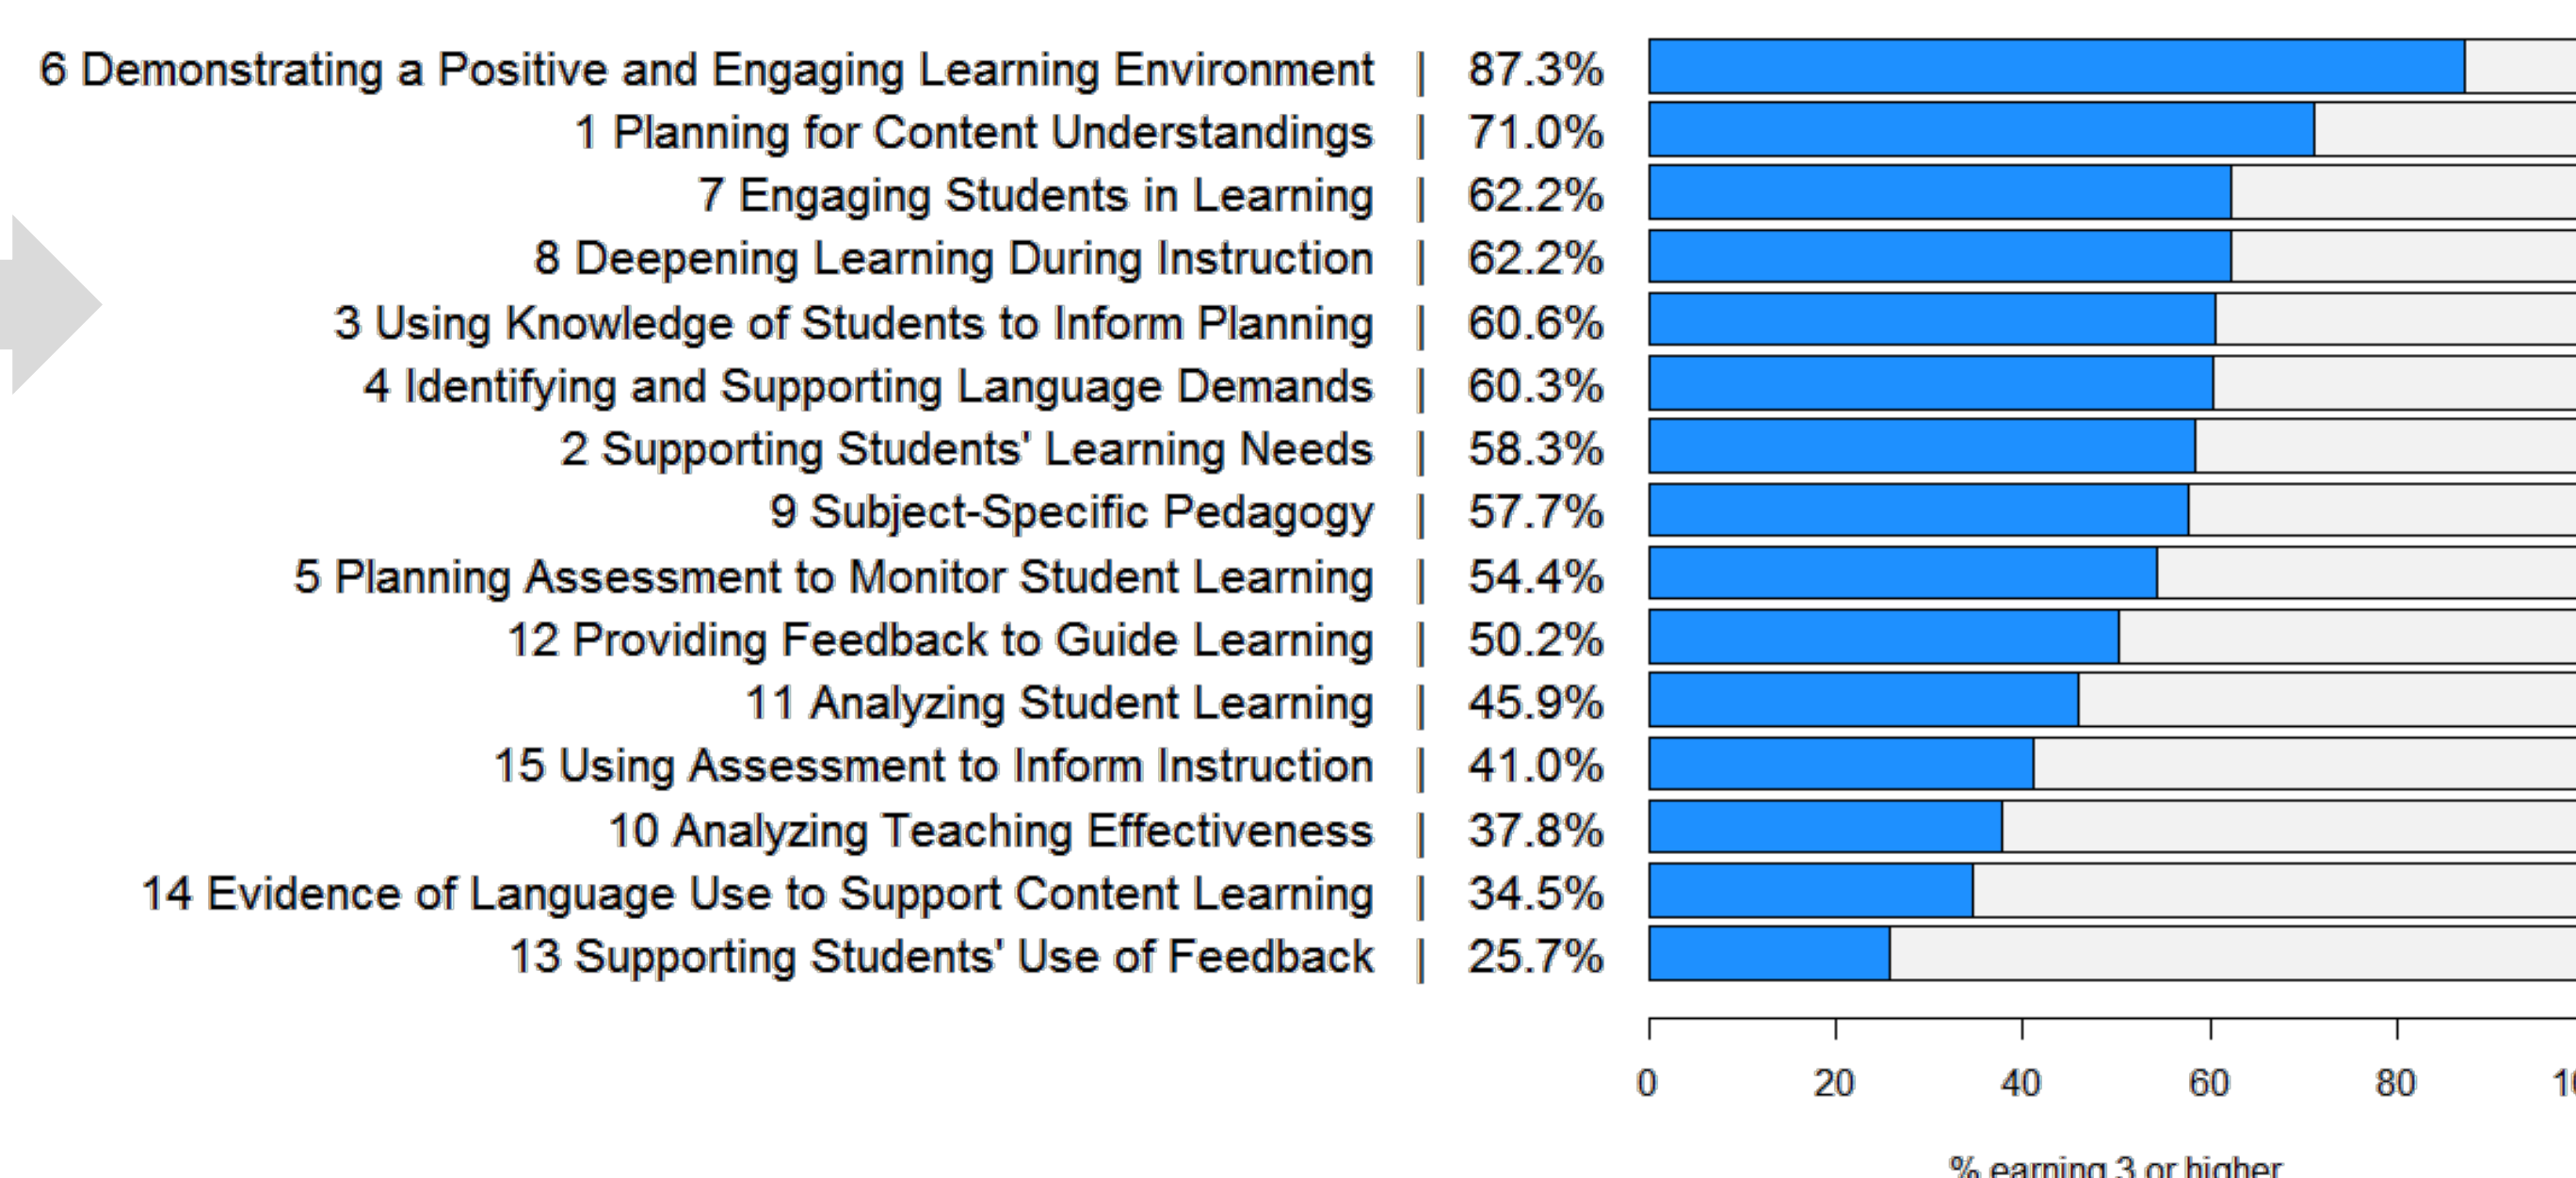 6 Demonstrating a Positive and Engaging Learning Environment | 87.3%
1 Planning for Content Understandings | 71.0%
7 Engaging Students in Learning | 62.2%
8 Deepening Learning During Instruction | 62.2%
3 Using Knowledge of Students to Inform Planning | 60.6%
4 Identifying and Supporting Language Demands | 60.3%
2 Supporting Students' Learning Needs | 58.3%
9 Subject-Specific Pedagogy | 57.7%
5 Planning Assessment to Monitor Student Learning | 54.4%
12 Providing Feedback to Guide Learning | 50.2%
11 Analyzing Student Learning | 45.9%
15 Using Assessment to Inform Instruction | 41.0%
10 Analyzing Teaching Effectiveness | 37.8%
14 Evidence of Language Use to Support Content Learning | 34.5%
13 Supporting Students' Use of Feedback | 25.7%
0 20 40 60 80
% earning 3 or higher